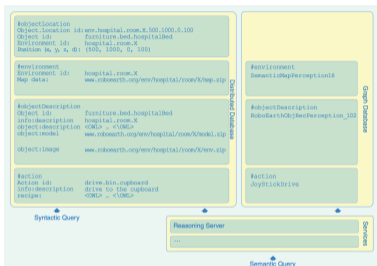 #objectLocation
Object.Location id: env.hospital.room.X.500.1000.0.100
Object id: furniture.bed.hospitalBed
Environment id: hospital.room.X
Position (x, y, z, d): (500, 1000, 0, 100)
#environment
Environment id: hospital.room.X
Map data: www.roboearth.org/env/hospital/room/X/map.zip
#objectDescription
Object id: furniture.bed.hospitalBed
info:description hospital.room.X
object:description <OWL> … <\OWL>
object:model www.roboearth.org/env/hospital/room/X/model.zip
object:image www.roboearth.org/env/hospital/room/X/env.zip
#action
Action id: drive.bin.cupboard
info:description drive to the cupboard
recipe: <OWL> … <\OWL>
Distributed Database
#environment
SemanticMapPerception1X
#objectDescription
RoboEarthObjRecPerception_102
#action
JoyStickDrive
Graph Database
Syntactic Query
Reasoning Server
...
Services
Semantic Query